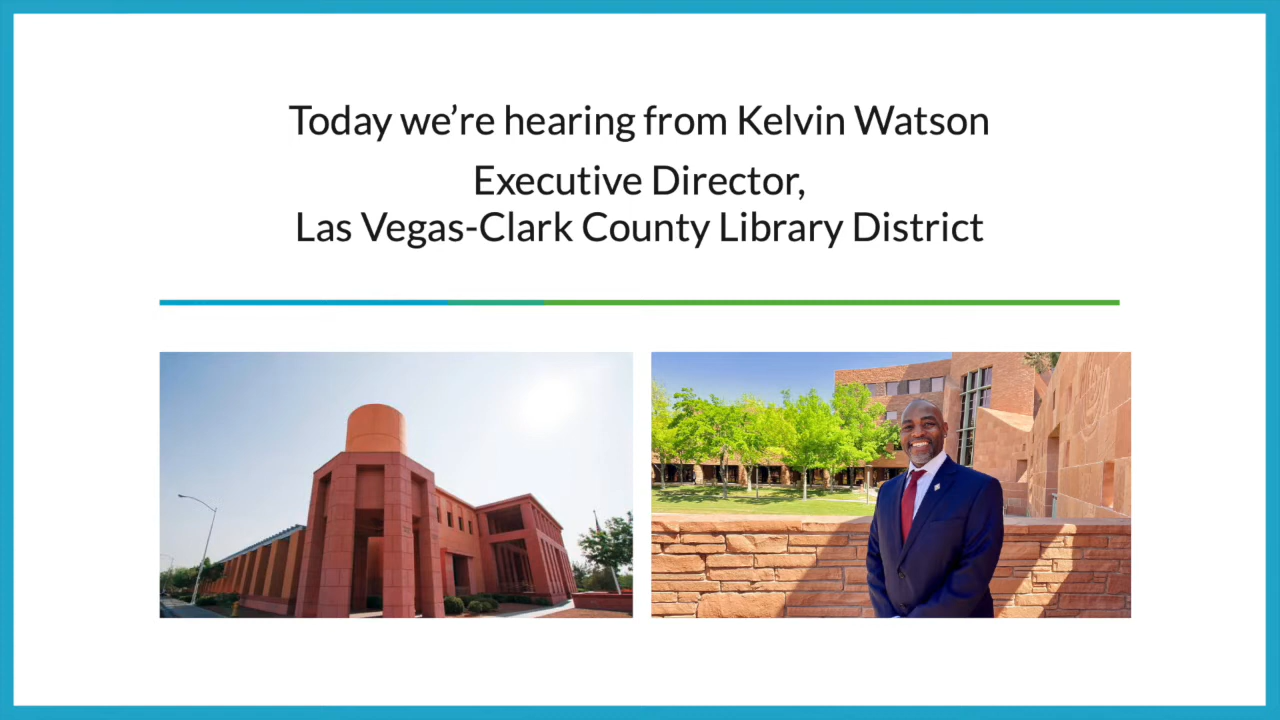 Today we’re hearing from Kelvin Watson
Executive Director,
Las Vegas-Clark County Library District